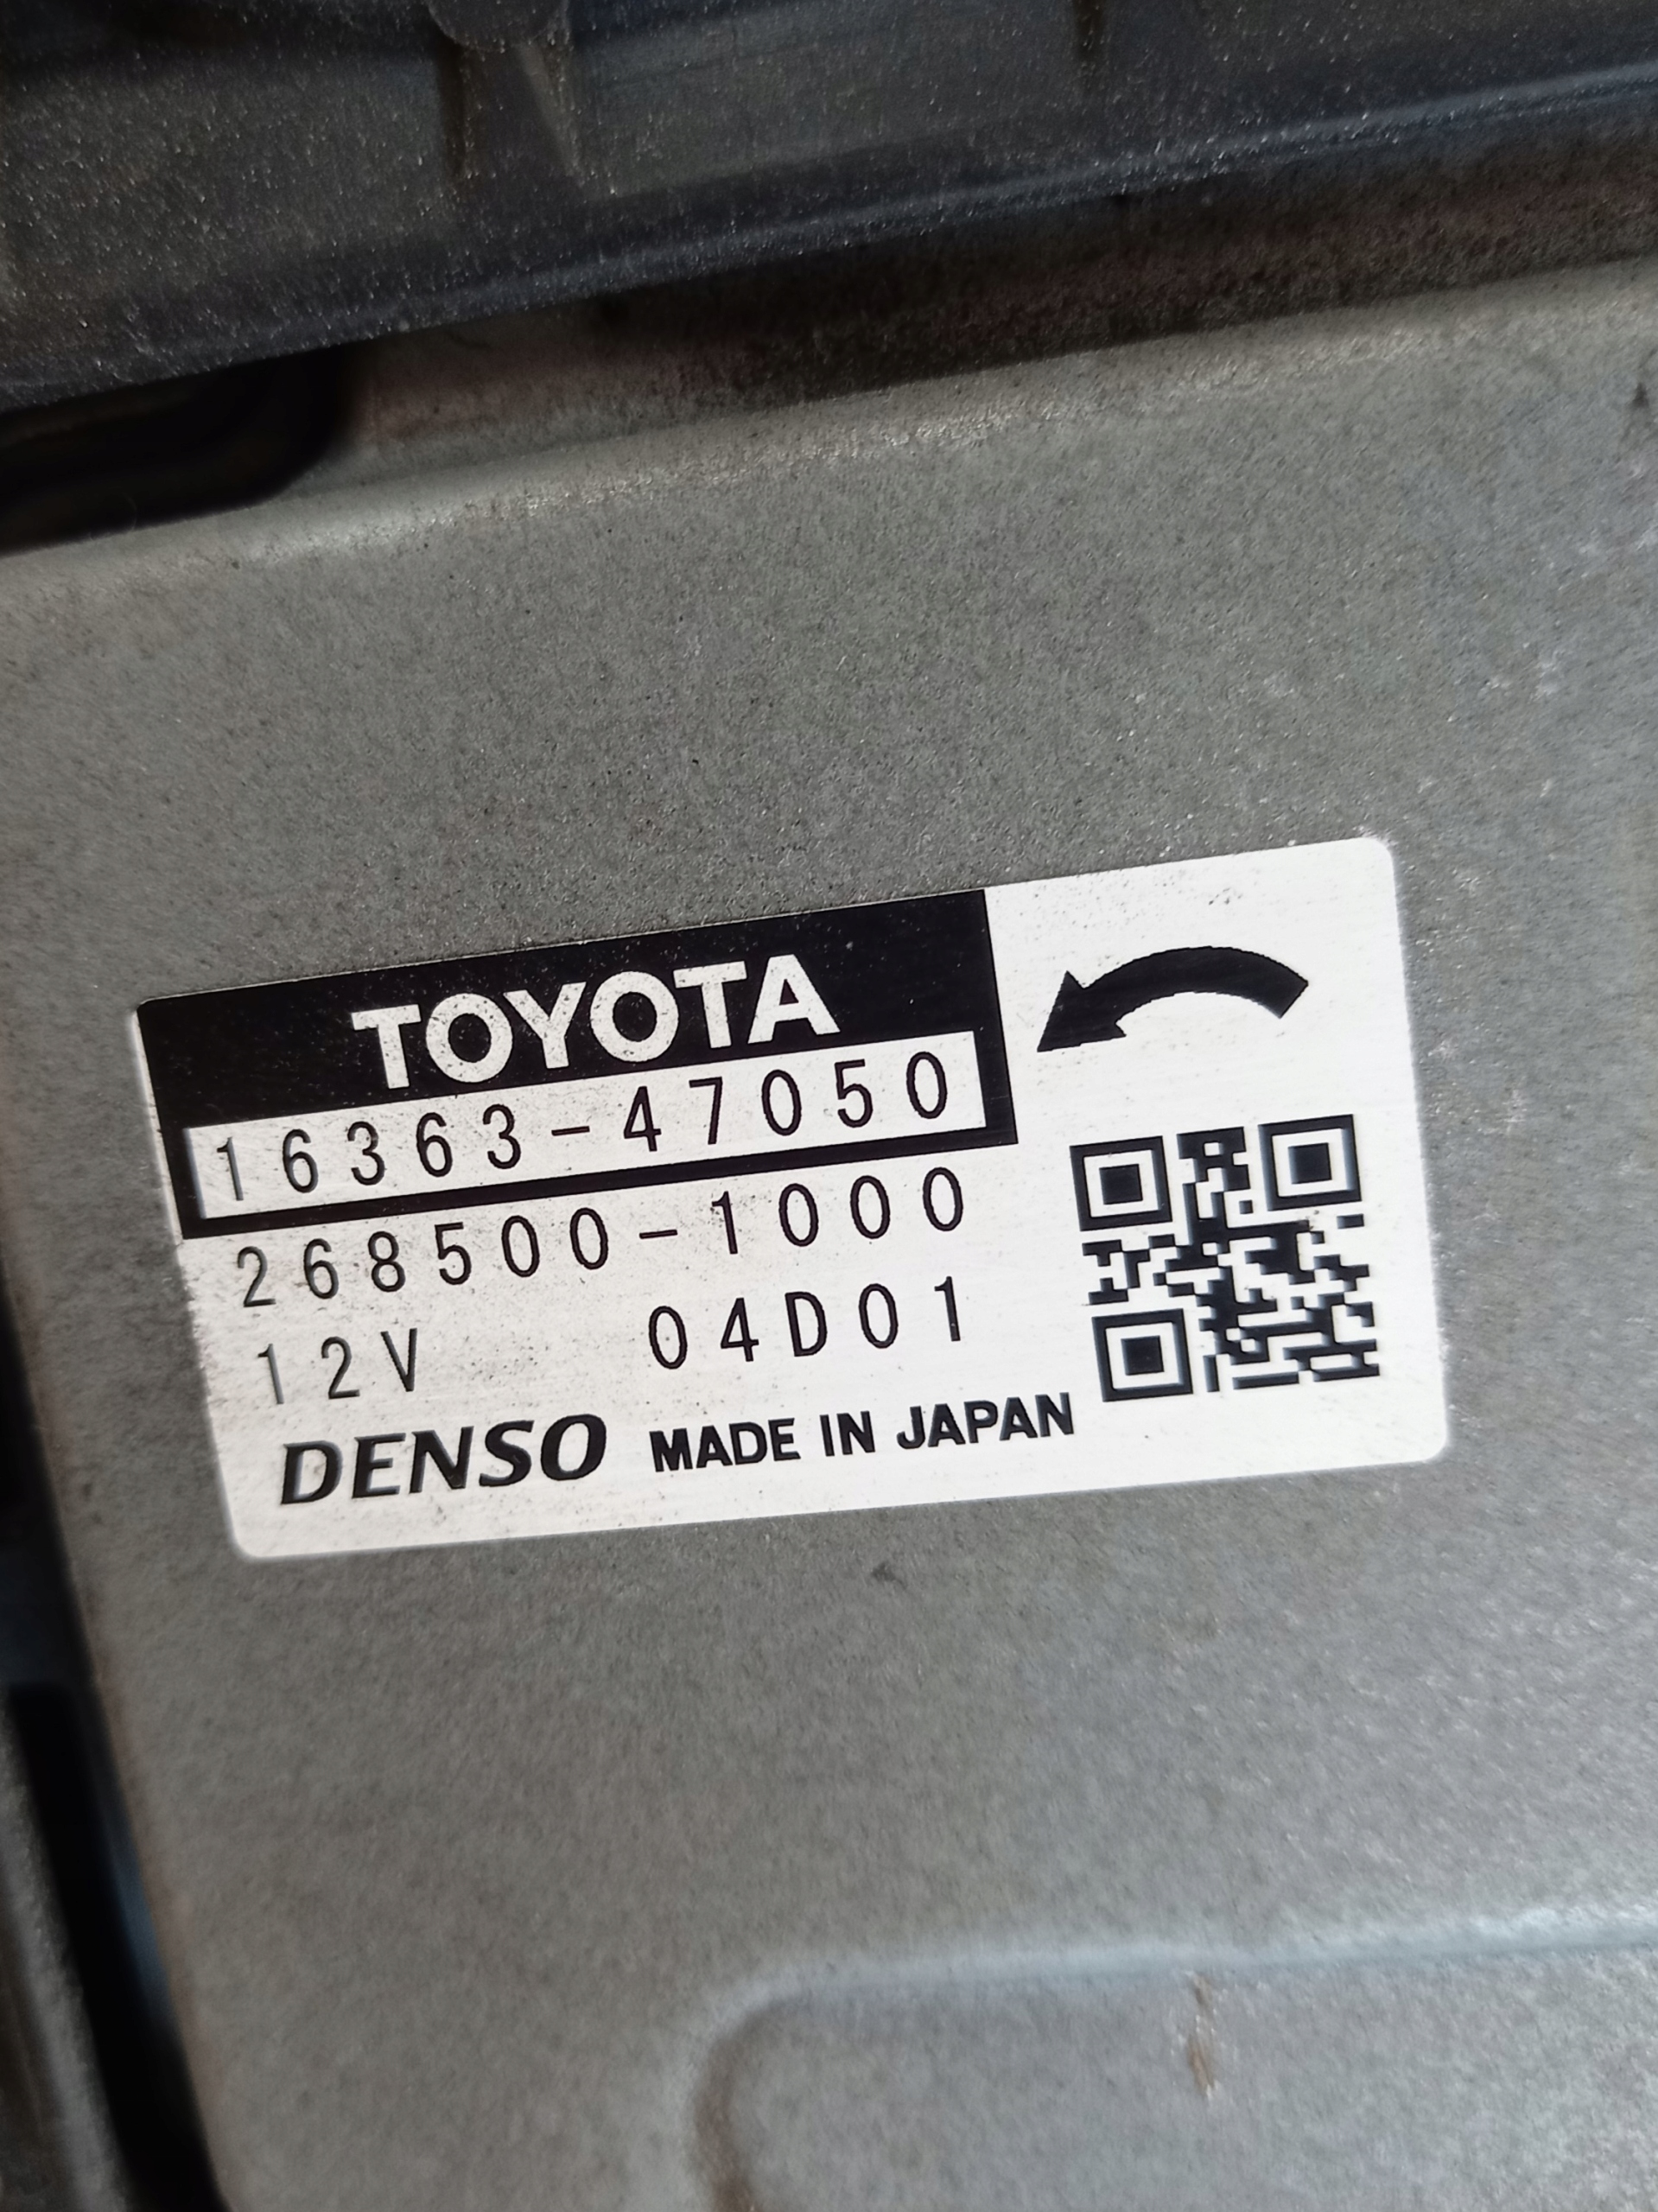 TOYOTA
16363-47050
268500-1000
12V 04D01
DENSO MADE IN JAPAN